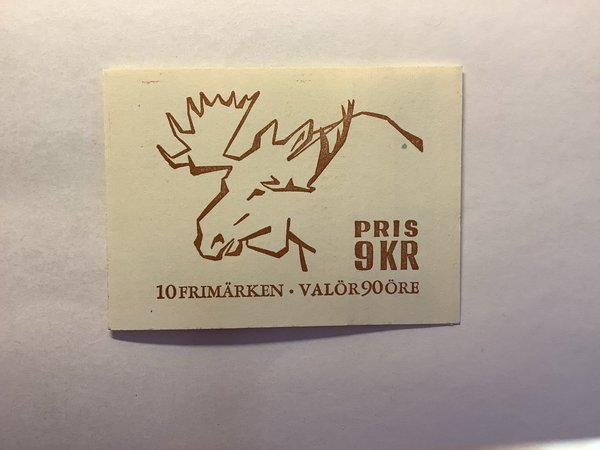 PRIS
9 KR
10 FRIMÄRKEN · VALÖR 90 ÖRE